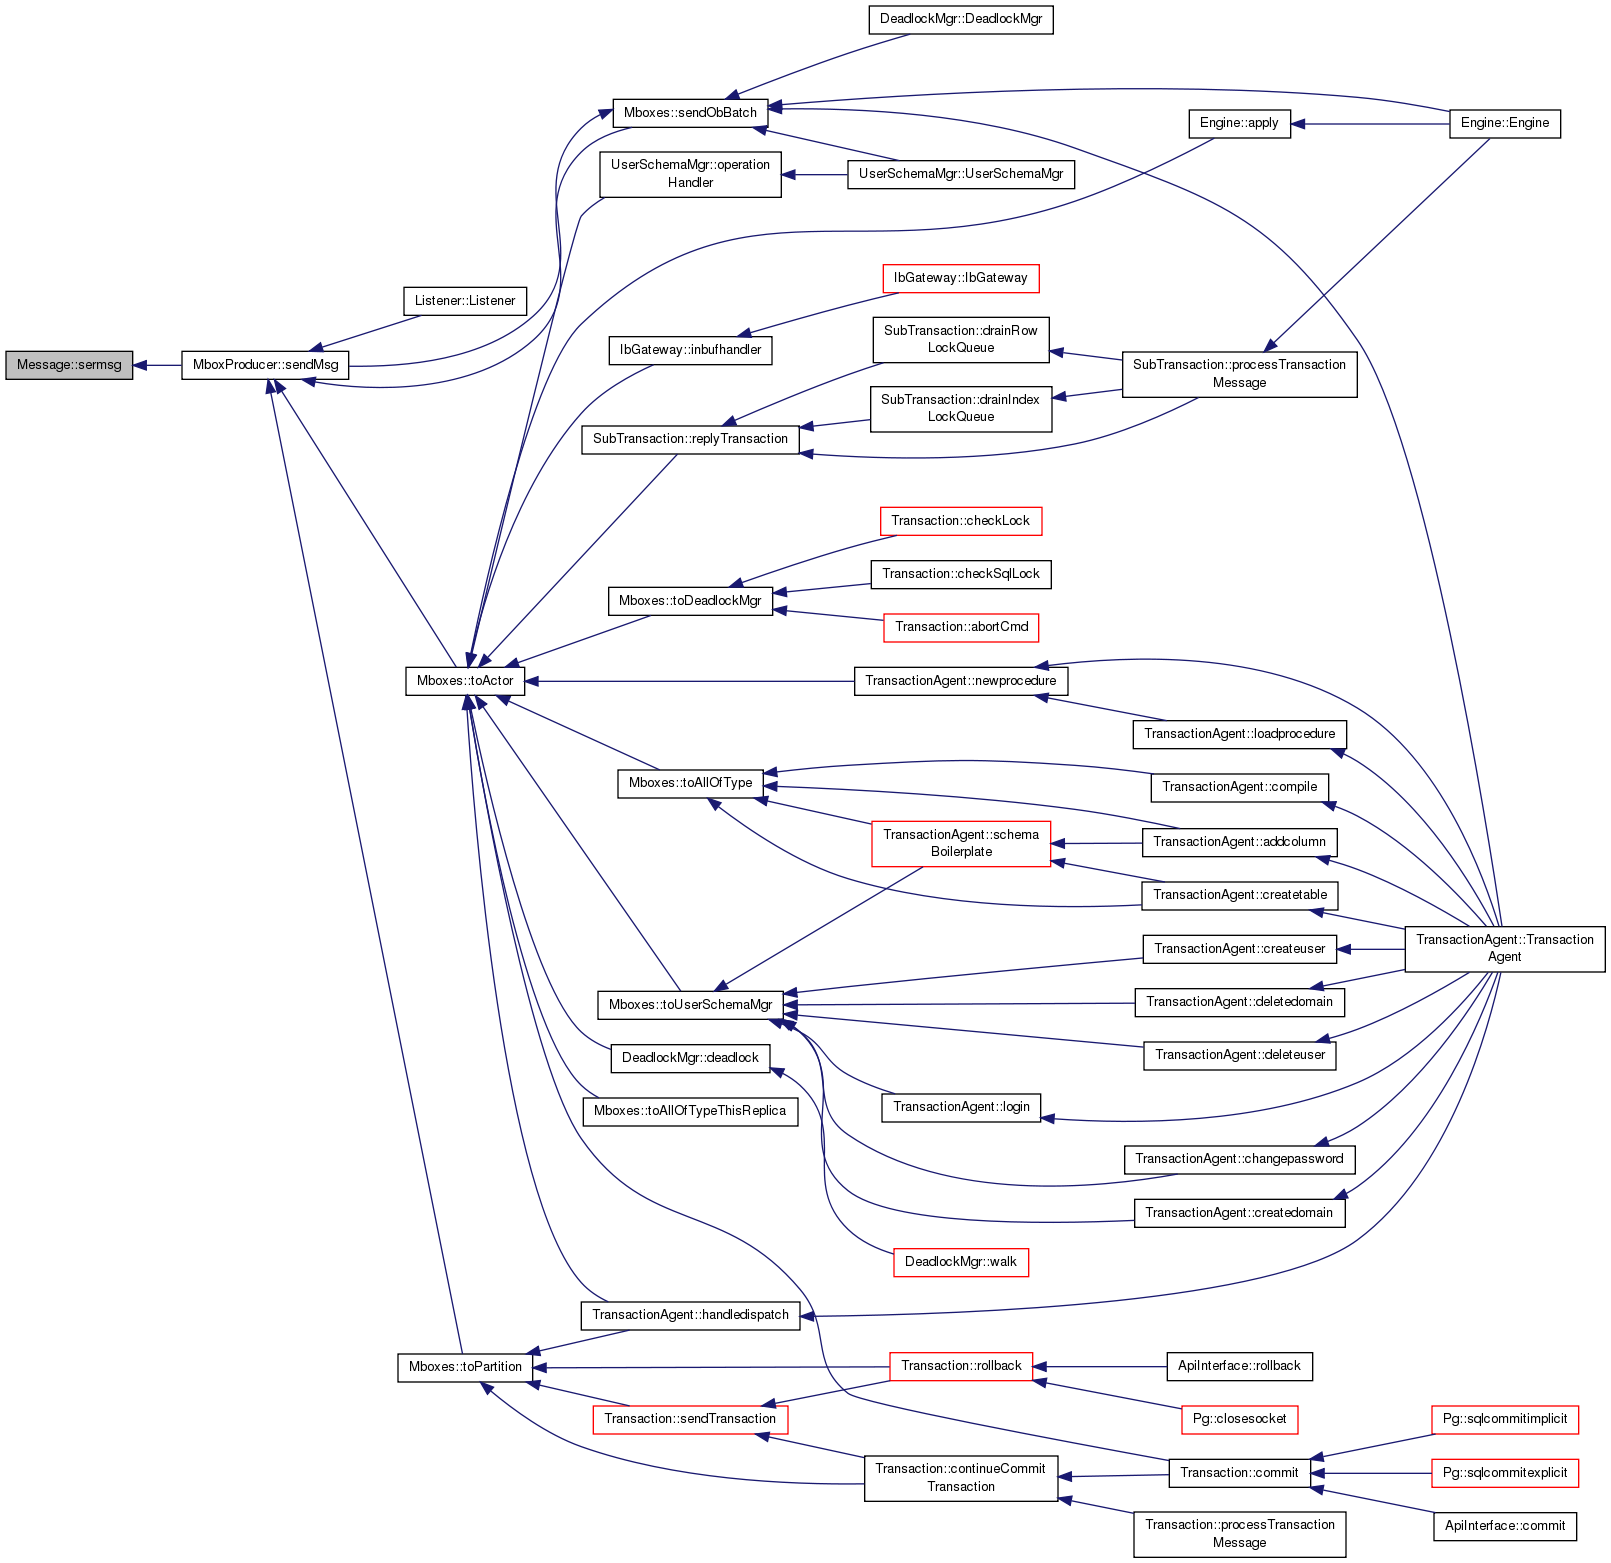 DeadlockMgr::DeadlockMgr
Mboxes::sendObBatch
Engine::apply
Engine::Engine
UserSchemaMgr::operation
Handler
UserSchemaMgr::UserSchemaMgr
IbGateway::IbGateway
Listener::Listener
SubTransaction::drainRow
LockQueue
IbGateway::inbufhandler
Message::sermsg
MboxProducer::sendMsg
SubTransaction::processTransaction
Message
SubTransaction::drainIndex
LockQueue
SubTransaction::replyTransaction
Transaction::checkLock
Transaction::checkSqlLock
Mboxes::toDeadlockMgr
Transaction::abortCmd
Mboxes::toActor
TransactionAgent::newprocedure
TransactionAgent::loadprocedure
Mboxes::toAllOfType
TransactionAgent::compile
TransactionAgent::schema
Boilerplate
TransactionAgent::addcolumn
TransactionAgent::createtable
TransactionAgent::Transaction
Agent
TransactionAgent::createuser
Mboxes::toUserSchemaMgr
TransactionAgent::deletedomain
DeadlockMgr::deadlock
TransactionAgent::deleteuser
Mboxes::toAllOfTypeThisReplica
TransactionAgent::login
TransactionAgent::changepassword
TransactionAgent::createdomain
DeadlockMgr::walk
TransactionAgent::handledispatch
Mboxes::toPartition
Transaction::rollback
ApiInterface::rollback
Transaction::sendTransaction
Pg::closesocket
Pg::sqlcommitimplicit
Transaction::continueCommit
Transaction
Transaction::commit
Pg::sqlcommitexplicit
Transaction::processTransaction
Message
ApiInterface::commit